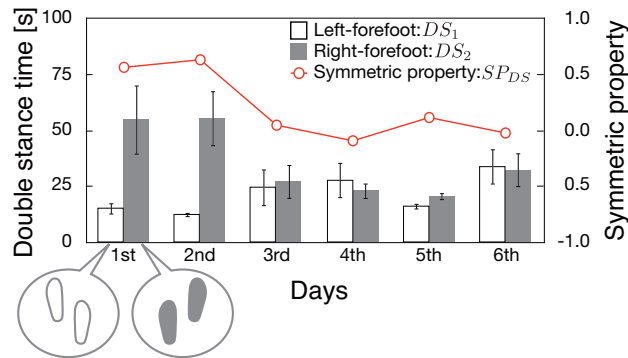 Double stance time [s]
100
75
50
25
0
Left-forefoot:DS₁
Right-forefoot:DS₂
Symmetric property:SP_DS
1.0
0.5
0.0
-0.5
-1.0
Symmetric property
1st 2nd 3rd 4th 5th 6th
Days